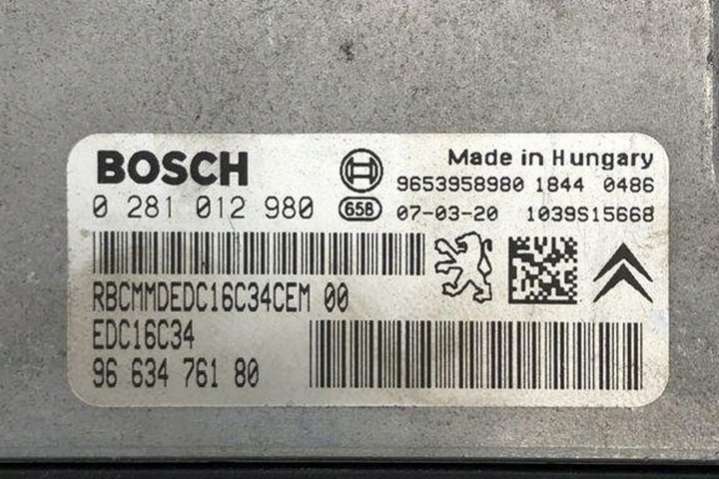 BOSCH
Made in Hungary
9653958980 1844 0486
0 281 012 980
658
07-03-20 1039S15668
RBCMMDEDC16C34CEM 00
EDC16C34
96 634 761 80